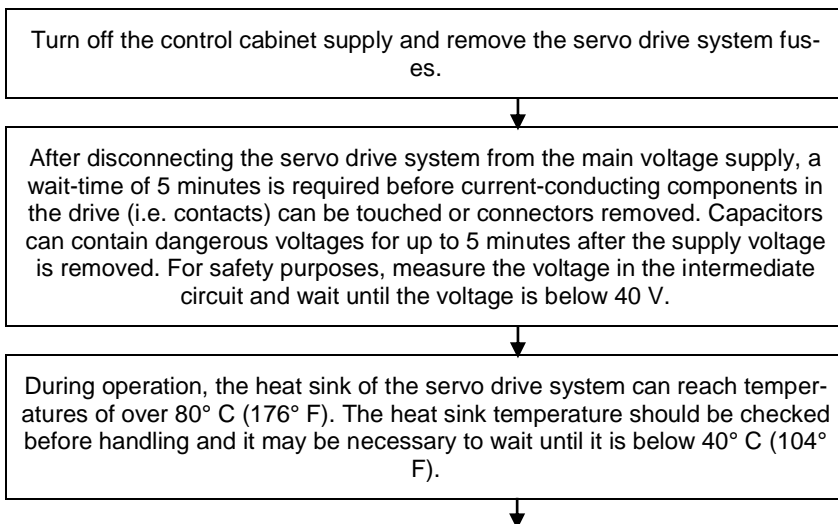 Turn off the control cabinet supply and remove the servo drive system fus-
es.
After disconnecting the servo drive system from the main voltage supply, a
wait-time of 5 minutes is required before current-conducting components in
the drive (i.e. contacts) can be touched or connectors removed. Capacitors
can contain dangerous voltages for up to 5 minutes after the supply voltage
is removed. For safety purposes, measure the voltage in the intermediate
circuit and wait until the voltage is below 40 V.
During operation, the heat sink of the servo drive system can reach temper-
atures of over 80° C (176° F). The heat sink temperature should be checked
before handling and it may be necessary to wait until it is below 40° C (104°
F).